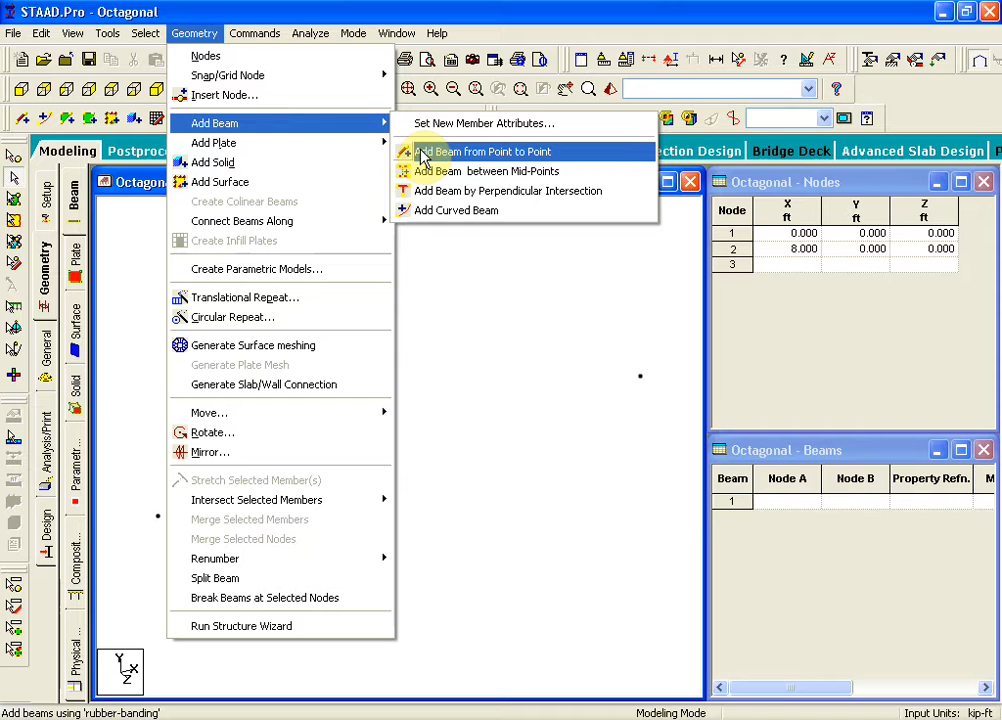 STAAD.Pro - Octagonal
File Edit View Tools Select Geometry Commands Analyze Mode Window Help
Nodes
Snap/Grid Node
Insert Node...
Add Beam
Add Plate
Add Solid
Add Surface
Create Colinear Beams
Connect Beams Along
Create Infill Plates
Create Parametric Models...
Translational Repeat...
Circular Repeat...
Generate Surface meshing
Generate Plate Mesh
Generate Slab/Wall Connection
Move...
Rotate...
Mirror...
Stretch Selected Member(s)
Intersect Selected Members
Merge Selected Members
Merge Selected Nodes
Renumber
Split Beam
Break Beams at Selected Nodes
Run Structure Wizard
Set New Member Attributes...
Add Beam from Point to Point
Add Beam between Mid-Points
Add Beam by Perpendicular Intersection
Add Curved Beam
Modeling Postproce Design Bridge Deck Advanced Slab Design
Setup
Geometry
General
Analysis/Print
Design
Beam
Plate
Surface
Solid
Parametr...
Composit...
Physical ...
Octagonal - Nodes
Node X ft Y ft Z ft
1 0.000 0.000 0.000
2 8.000 0.000 0.000
3
Octagonal - Beams
Beam Node A Node B Property Refn. M
1
Y
X
Z
Add beams using 'rubber-banding' Modeling Mode Input Units: kip-ft